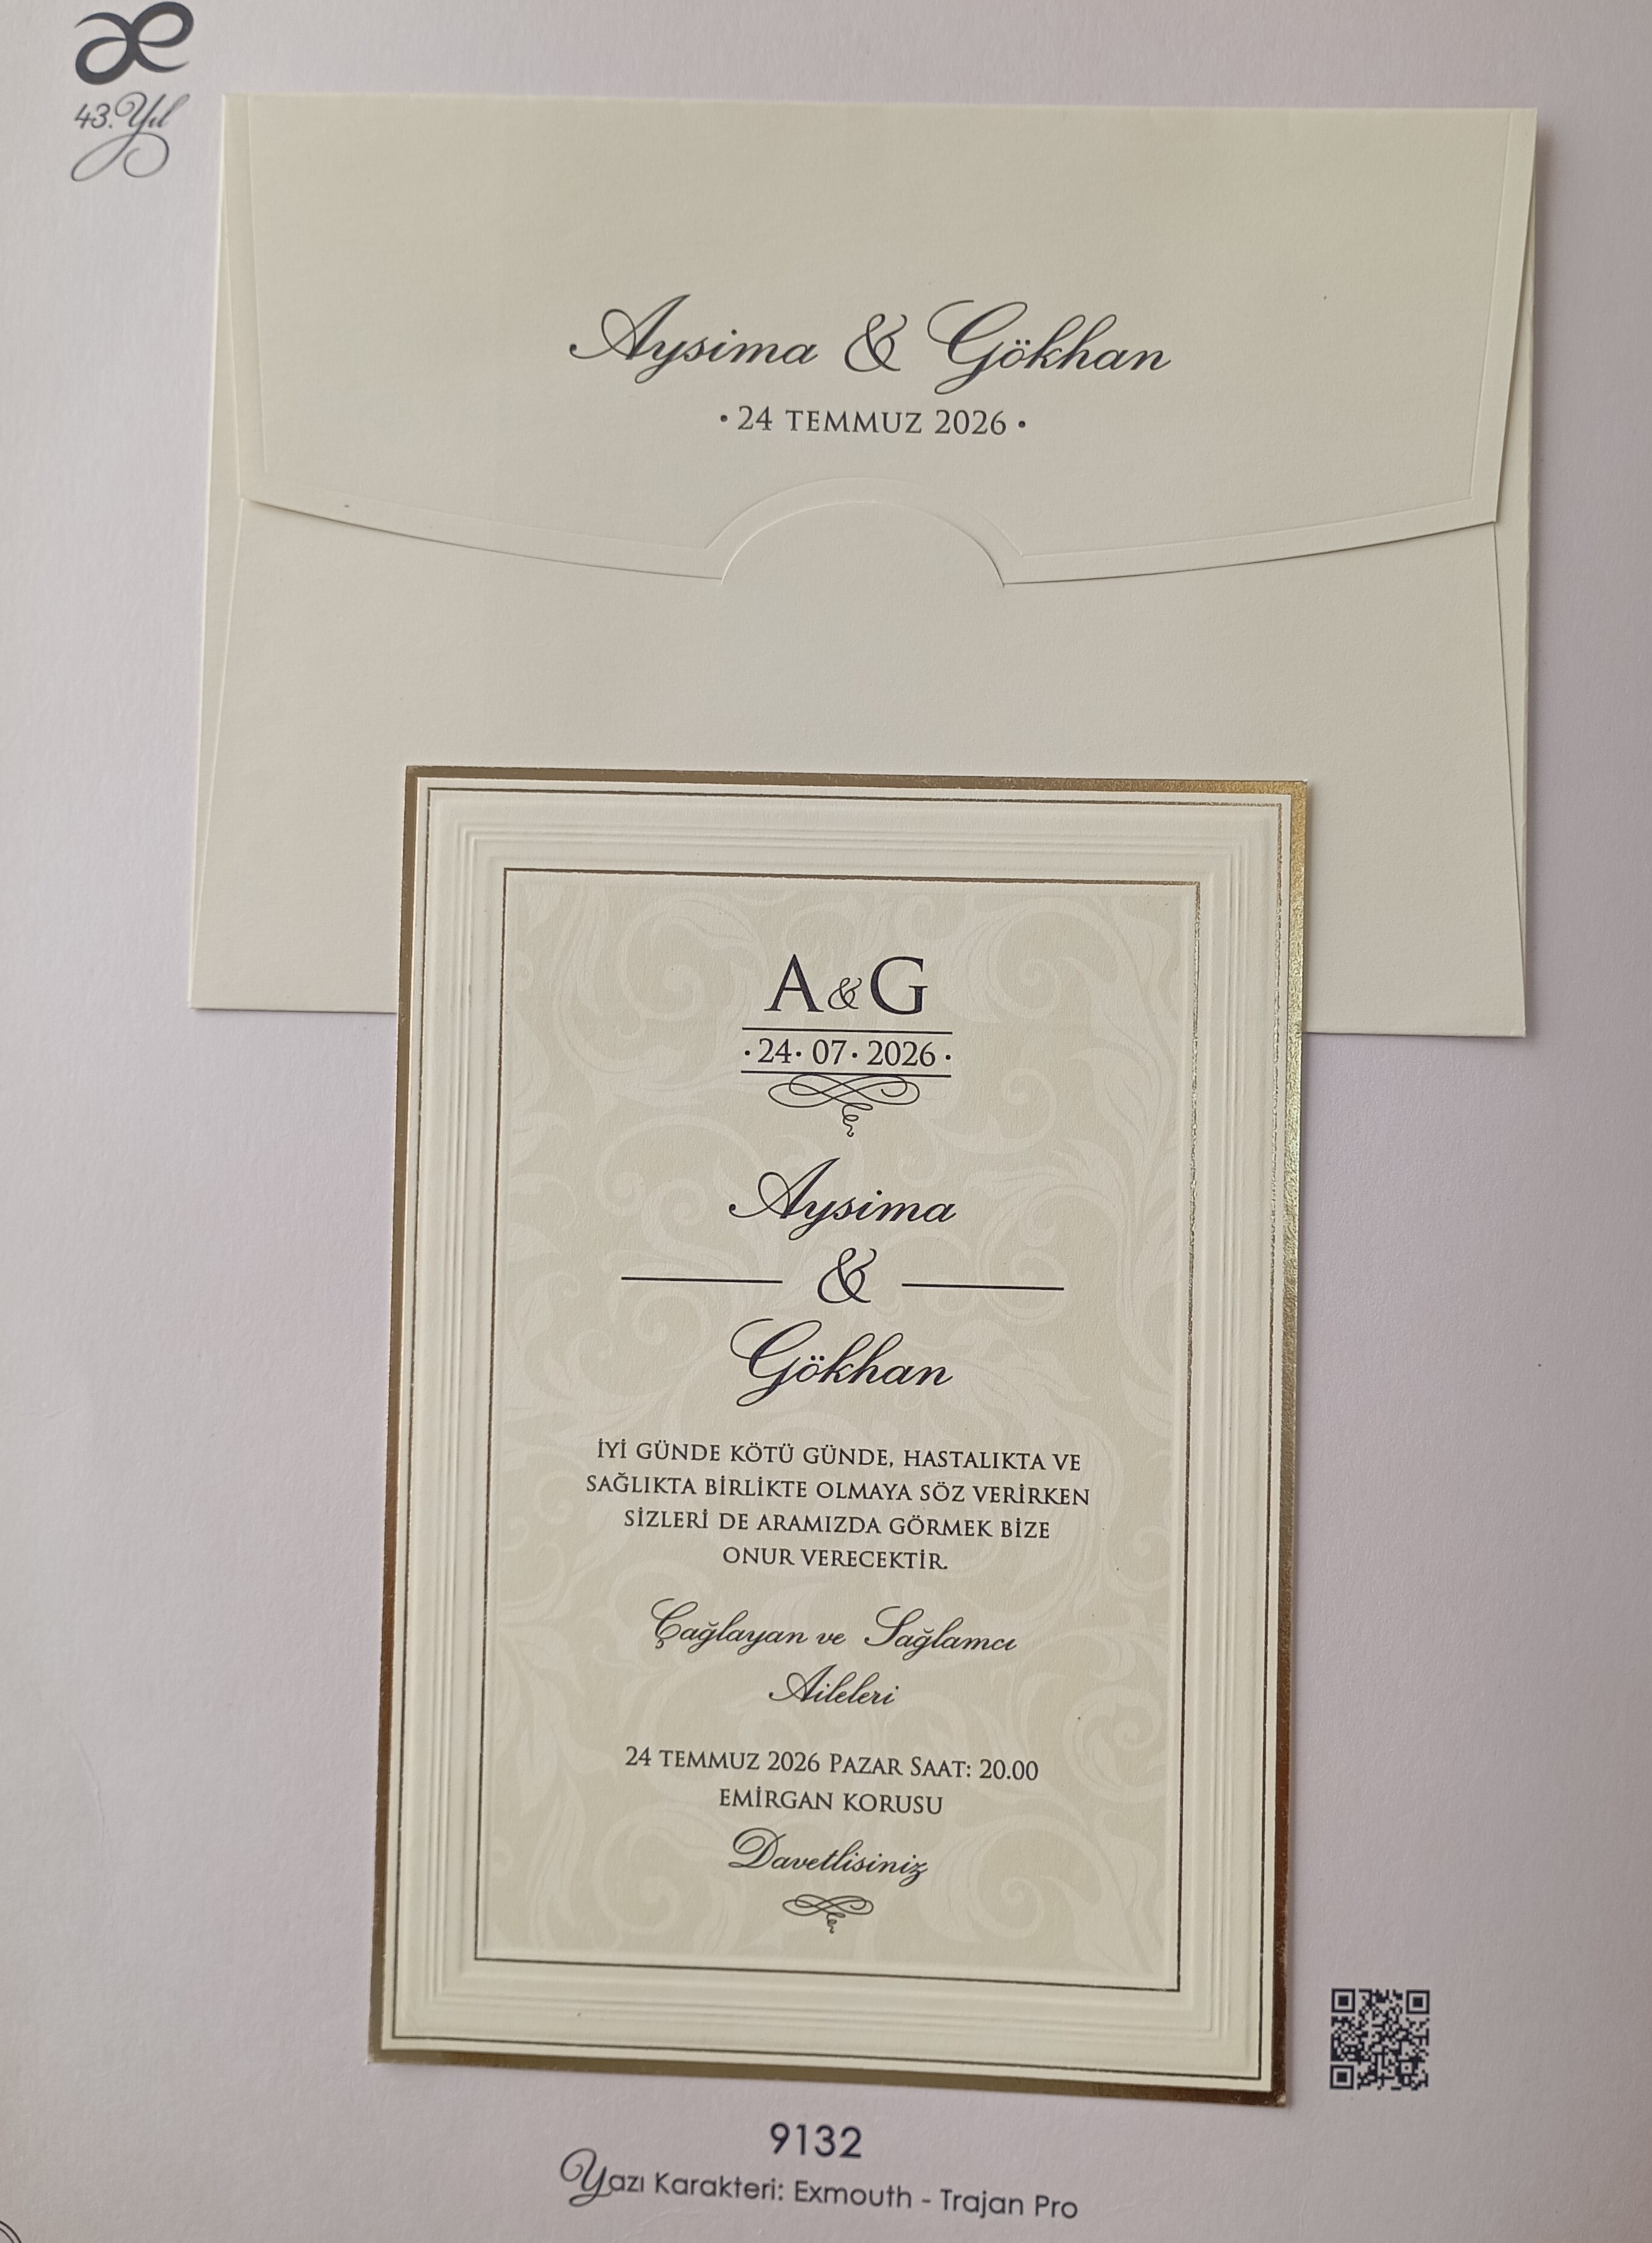 æ
43. Yıl
Aysima & Gökhan
• 24 TEMMUZ 2026 •
A&G
• 24 • 07 • 2026 •
Aysima
&
Gökhan
İYİ GÜNDE KÖTÜ GÜNDE, HASTALIKTA VE
SAĞLIKTA BİRLİKTE OLMAYA SÖZ VERİRKEN
SİZLERİ DE ARAMIZDA GÖRMEK BİZE
ONUR VERECEKTİR.
Çağlayan ve Sağlamcı
Aileleri
24 TEMMUZ 2026 PAZAR SAAT: 20.00
EMİRGAN KORUSU
Davetlisiniz
9132
Yazı Karakteri: Exmouth - Trajan Pro